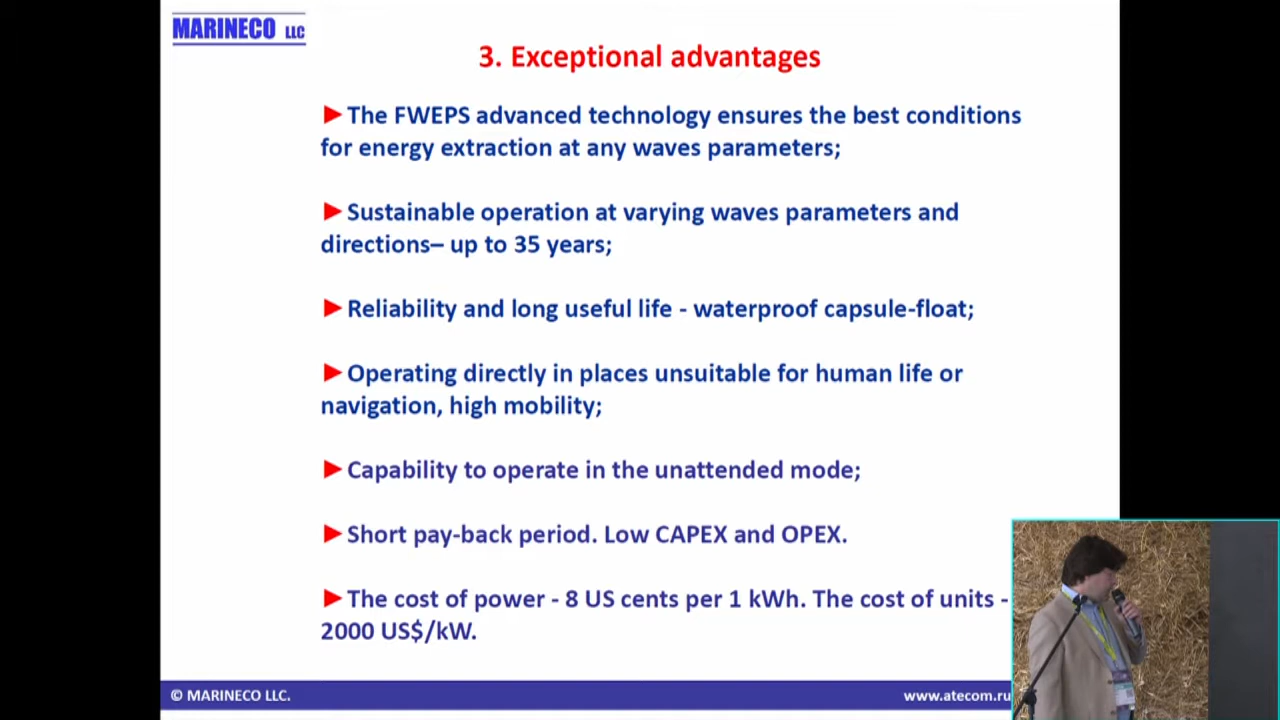 MARINECO LLC
3. Exceptional advantages
►The FWEPS advanced technology ensures the best conditions
for energy extraction at any waves parameters;
►Sustainable operation at varying waves parameters and
directions– up to 35 years;
►Reliability and long useful life - waterproof capsule-float;
►Operating directly in places unsuitable for human life or
navigation, high mobility;
►Capability to operate in the unattended mode;
►Short pay-back period. Low CAPEX and OPEX.
►The cost of power - 8 US cents per 1 kWh. The cost of units -
2000 US$/kW.
© MARINECO LLC.
www.atecom.ru